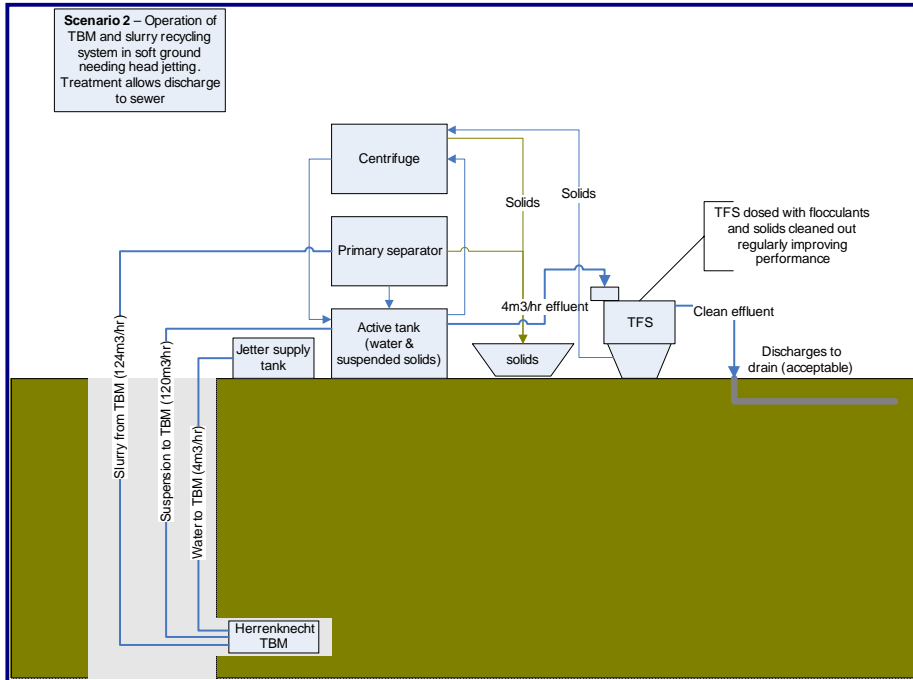 Scenario 2 – Operation of
TBM and slurry recycling
system in soft ground
needing head jetting.
Treatment allows discharge
to sewer
Centrifuge
Solids
Solids
Primary separator
TFS dosed with flocculants
and solids cleaned out
regularly improving
performance
4m3/hr effluent
Active tank
(water &
suspended solids)
TFS
Clean effluent
Jetter supply
tank
solids
Discharges to
drain (acceptable)
Slurry from TBM (124m3/hr)
Suspension to TBM (120m3/hr)
Water to TBM (4m3/hr)
Herrenknecht
TBM